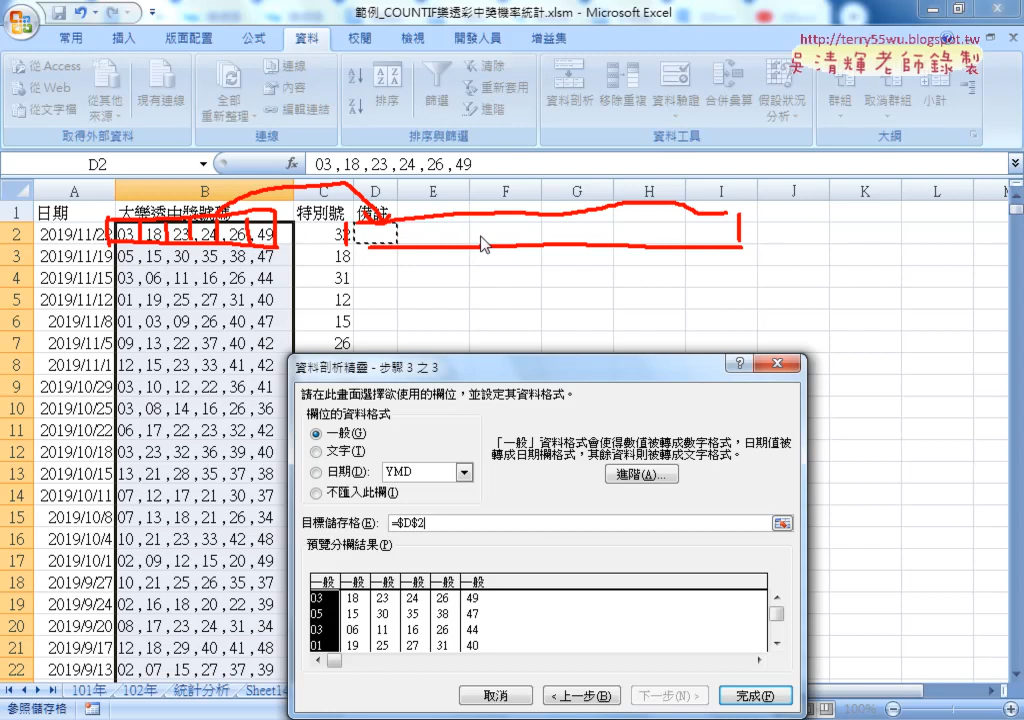 範例_COUNTIF樂透彩中獎機率統計.xlsm - Microsoft Excel
http://terry55wu.blogspot.tw
吳清輝老師錄製
常用 插入 版面配置 公式 資料 校閱 檢視 開發人員 增益集
從 Access
從 Web
從文字檔
從其他來源
現有連線
取得外部資料
全部重新整理
連線
內容
編輯連結
連線
排序
篩選
清除
重新套用
進階
排序與篩選
資料剖析 移除重複 資料驗證 合併彙算 假設狀況分析
資料工具
群組 取消群組 小計
大綱
D2 fx 03,18,23,24,26,49
A B C D E F G H I J K L
1 日期 大樂透中獎號碼 特別號 備註
2 2019/11/22 03,18,23,24,26,49 32
3 2019/11/19 05,15,30,35,38,47 18
4 2019/11/15 03,06,11,16,26,44 31
5 2019/11/12 01,19,25,27,31,40 12
6 2019/11/8 01,03,09,26,40,47 15
7 2019/11/5 09,13,22,37,40,42 26
8 2019/11/1 12,15,23,33,41,42
9 2019/10/29 03,10,12,22,36,41
10 2019/10/25 03,08,14,16,26,36
11 2019/10/22 06,17,22,23,32,42
12 2019/10/18 03,23,32,36,39,40
13 2019/10/15 13,21,28,35,37,38
14 2019/10/11 07,12,17,21,30,37
15 2019/10/8 07,13,18,21,26,34
16 2019/10/4 10,21,23,33,42,48
17 2019/10/1 02,09,12,15,20,49
18 2019/9/27 10,21,25,26,35,37
19 2019/9/24 02,16,18,20,22,39
20 2019/9/20 08,17,23,24,31,34
21 2019/9/17 12,18,29,40,41,48
22 2019/9/13 02,07,15,27,37,39
資料剖析精靈 - 步驟 3 之 3
請在此畫面選擇欲使用的欄位，並設定其資料格式。
欄位的資料格式
一般(G)
文字(T)
日期(D): YMD
不匯入此欄(I)
「一般」資料格式會使得數值被轉成數字格式，日期值被
轉成日期欄格式，其餘資料則被轉成文字格式。
進階(A)...
目標儲存格(E): =$D$2
預覽分欄結果(P)
一般 一般 一般 一般 一般 一般
03 18 23 24 26 49
05 15 30 35 38 47
03 06 11 16 26 44
01 19 25 27 31 40
取消 < 上一步(B) 下一步(N) > 完成(F)
101年 102年 統計分析 Sheet1
參照儲存格 100%